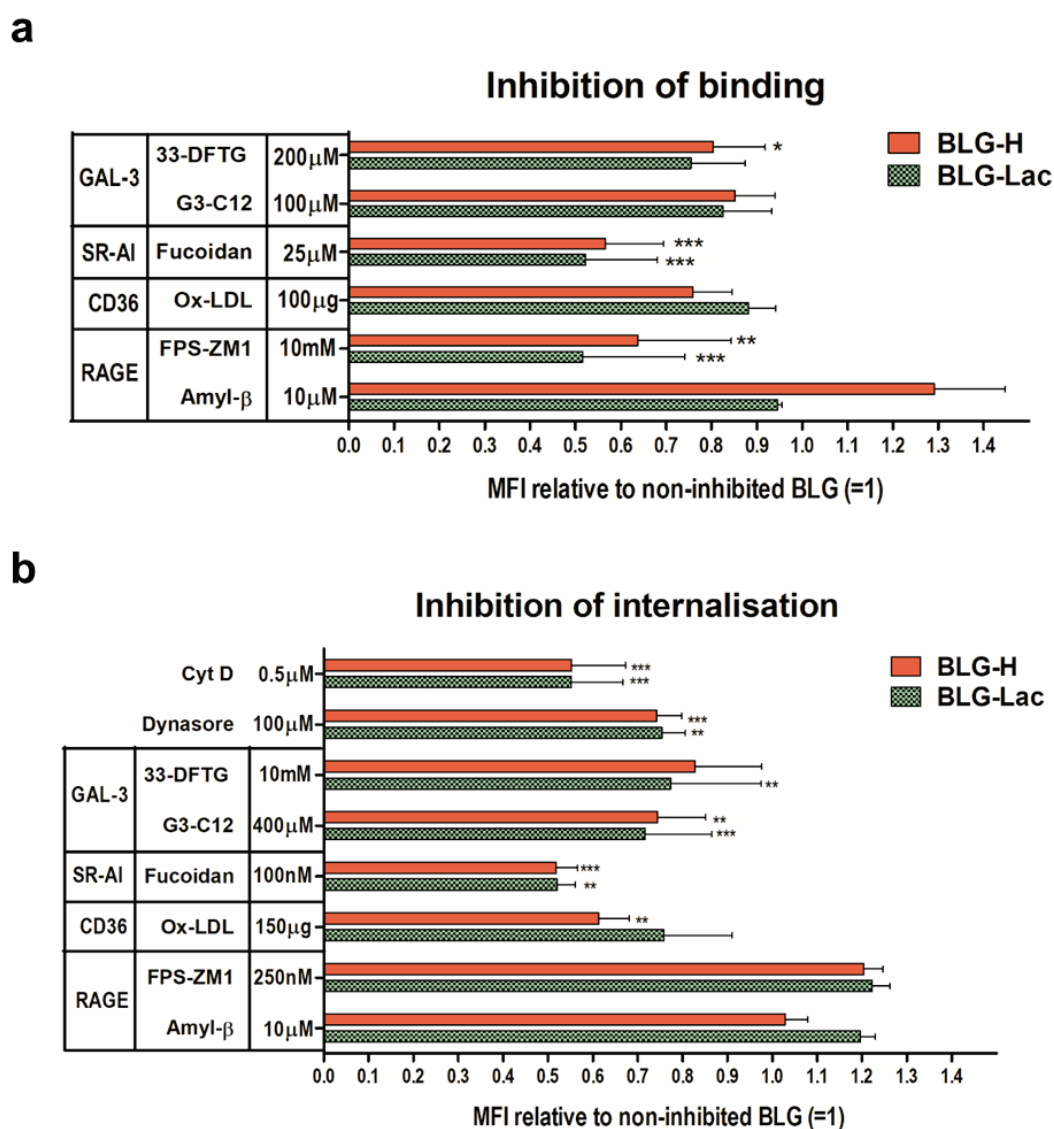 a
Inhibition of binding
GAL-3 33-DFTG 200μM
G3-C12 100μM
SR-AI Fucoidan 25μM
CD36 Ox-LDL 100μg
RAGE FPS-ZM1 10mM
Amyl-β 10μM
BLG-H
BLG-Lac
*
***
***
**
***
0.0 0.1 0.2 0.3 0.4 0.5 0.6 0.7 0.8 0.9 1.0 1.1 1.2 1.3 1.4
MFI relative to non-inhibited BLG (=1)
b
Inhibition of internalisation
Cyt D 0.5μM
Dynasore 100μM
GAL-3 33-DFTG 10mM
G3-C12 400μM
SR-AI Fucoidan 100nM
CD36 Ox-LDL 150μg
RAGE FPS-ZM1 250nM
Amyl-β 10μM
BLG-H
BLG-Lac
***
***
***
**
**
**
***
***
**
**
0.0 0.1 0.2 0.3 0.4 0.5 0.6 0.7 0.8 0.9 1.0 1.1 1.2 1.3 1.4
MFI relative to non-inhibited BLG (=1)